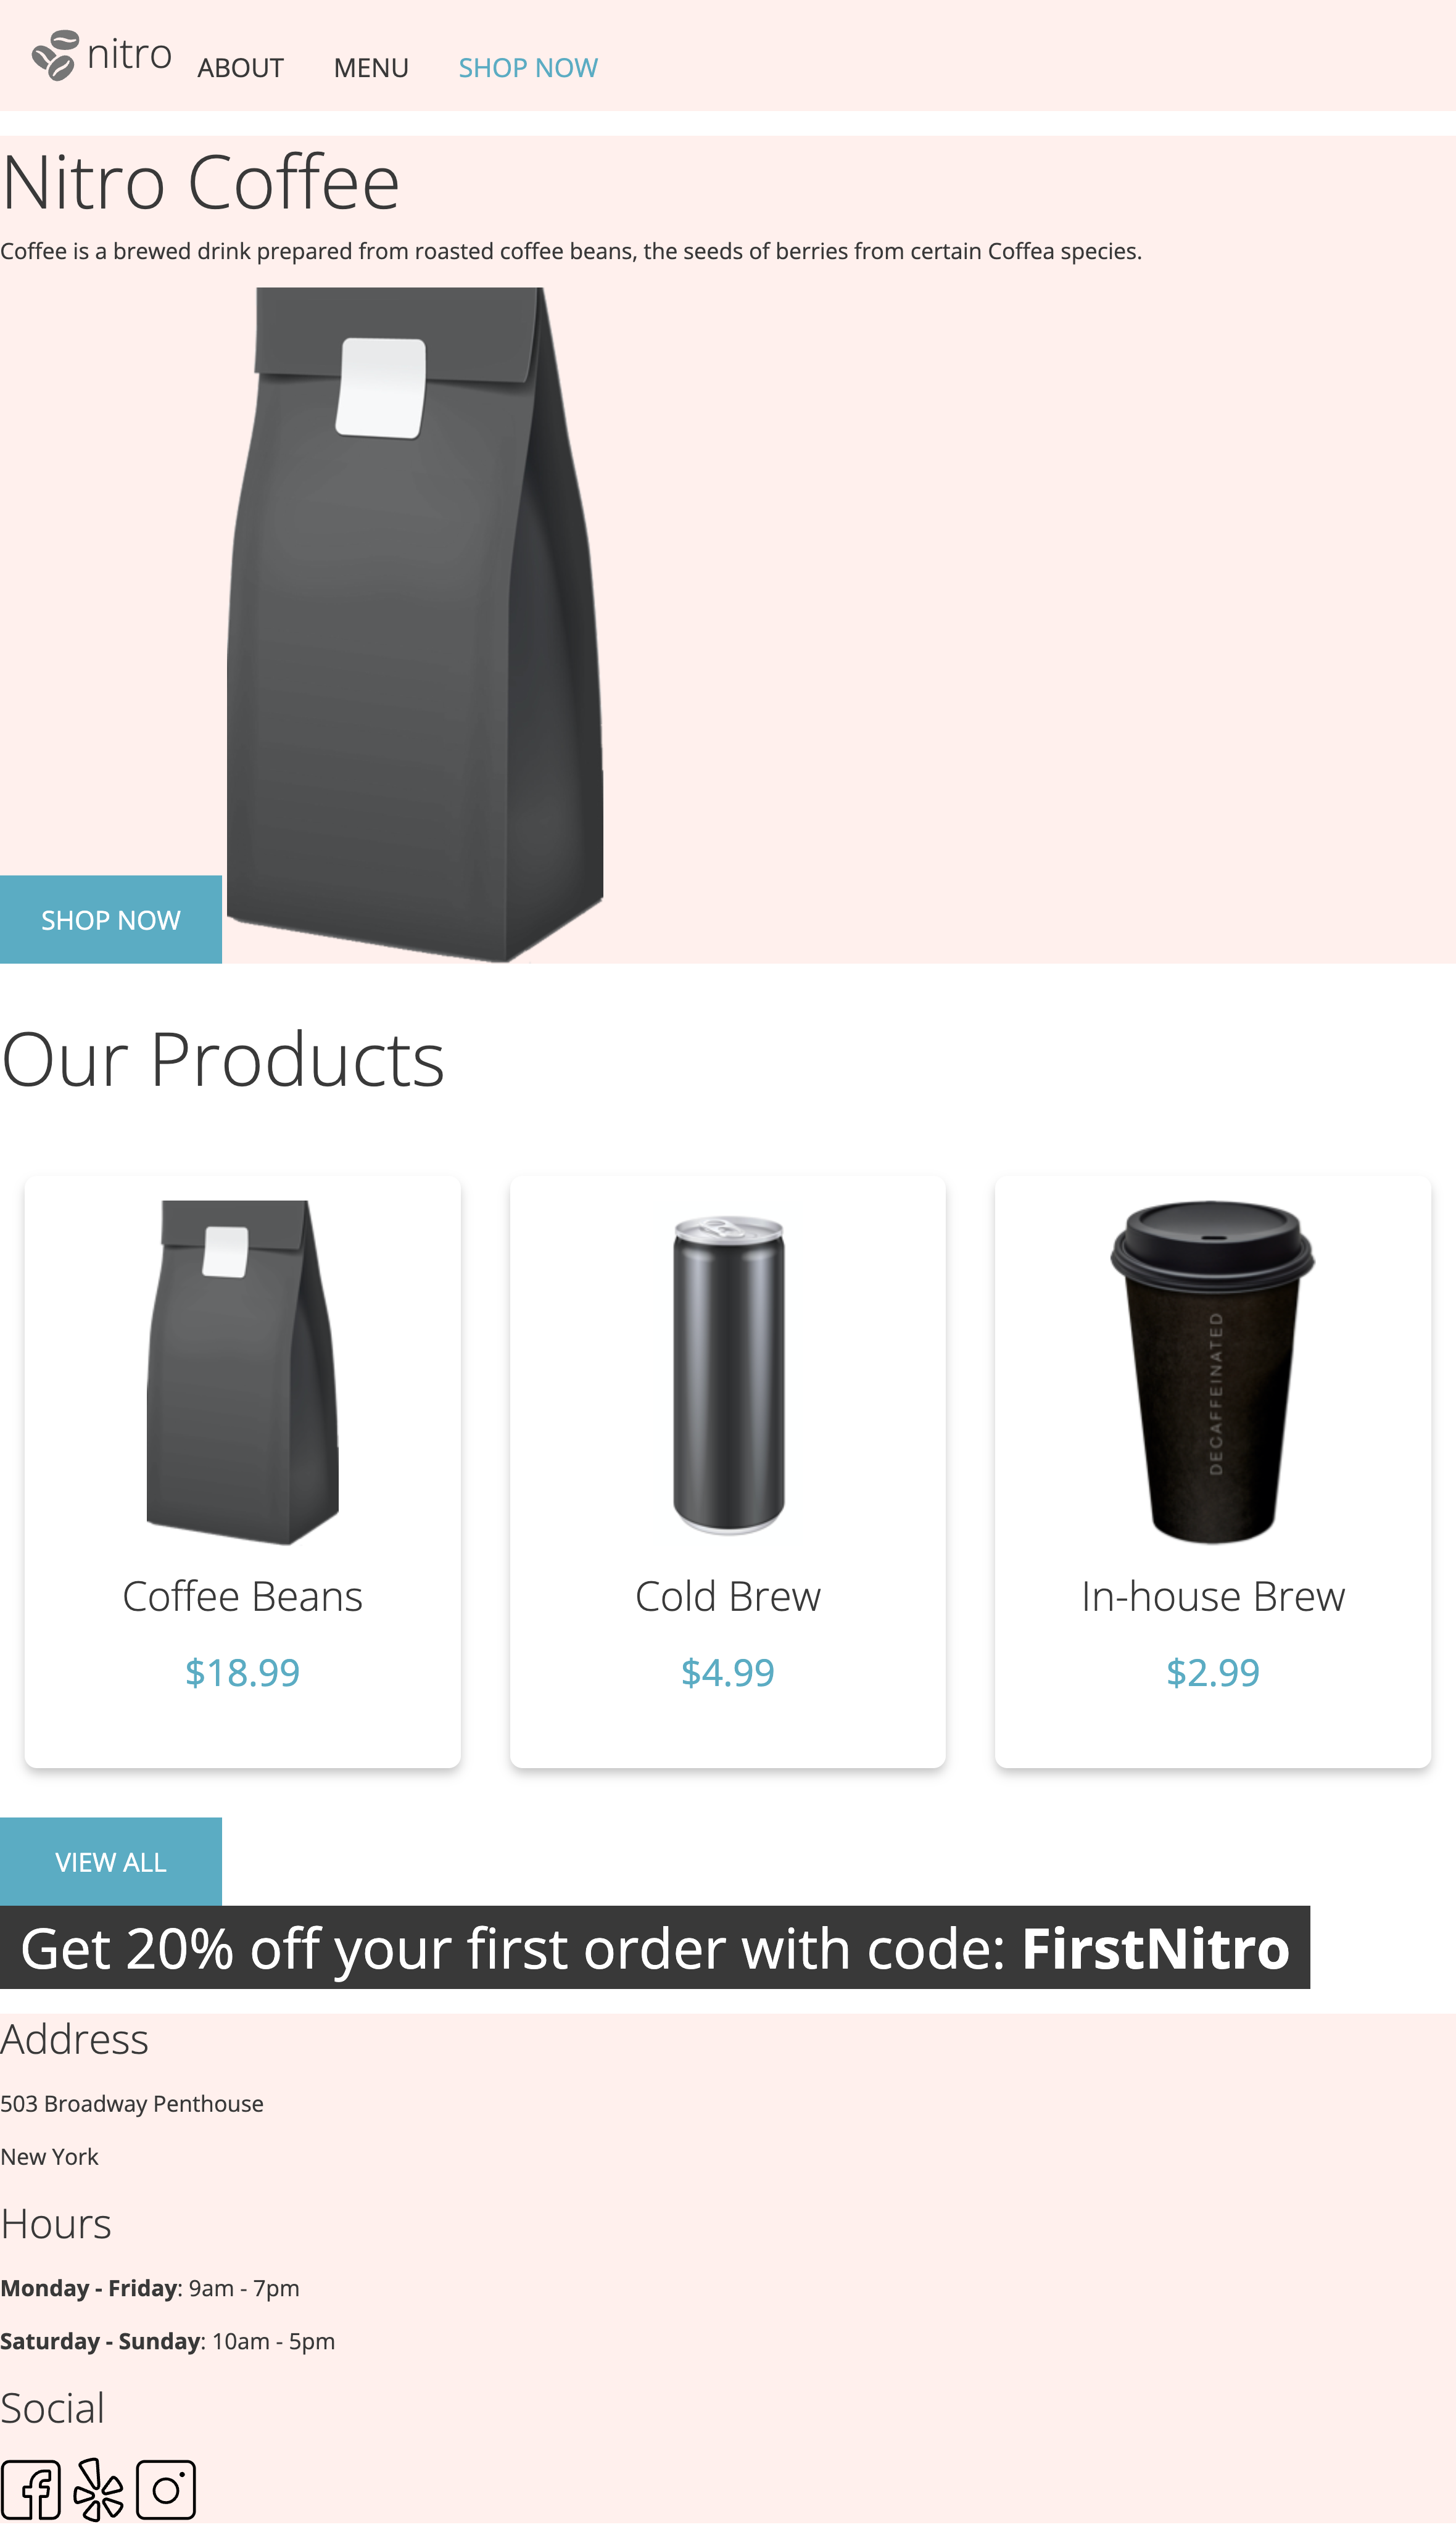 nitro
ABOUT MENU SHOP NOW
Nitro Coffee
Coffee is a brewed drink prepared from roasted coffee beans, the seeds of berries from certain Coffea species.
SHOP NOW
Our Products
DECAFFEINATED
Coffee Beans
$18.99
Cold Brew
$4.99
In-house Brew
$2.99
VIEW ALL
Get 20% off your first order with code: FirstNitro
Address
503 Broadway Penthouse
New York
Hours
Monday - Friday: 9am - 7pm
Saturday - Sunday: 10am - 5pm
Social